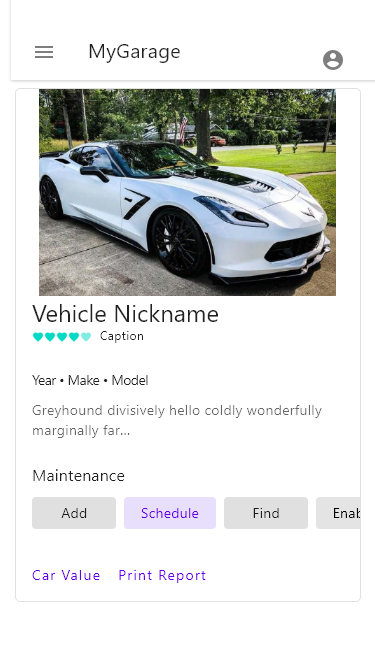 MyGarage
Vehicle Nickname
Caption
Year • Make • Model
Greyhound divisively hello coldly wonderfully
marginally far...
Maintenance
Add Schedule Find Enab
Car Value Print Report